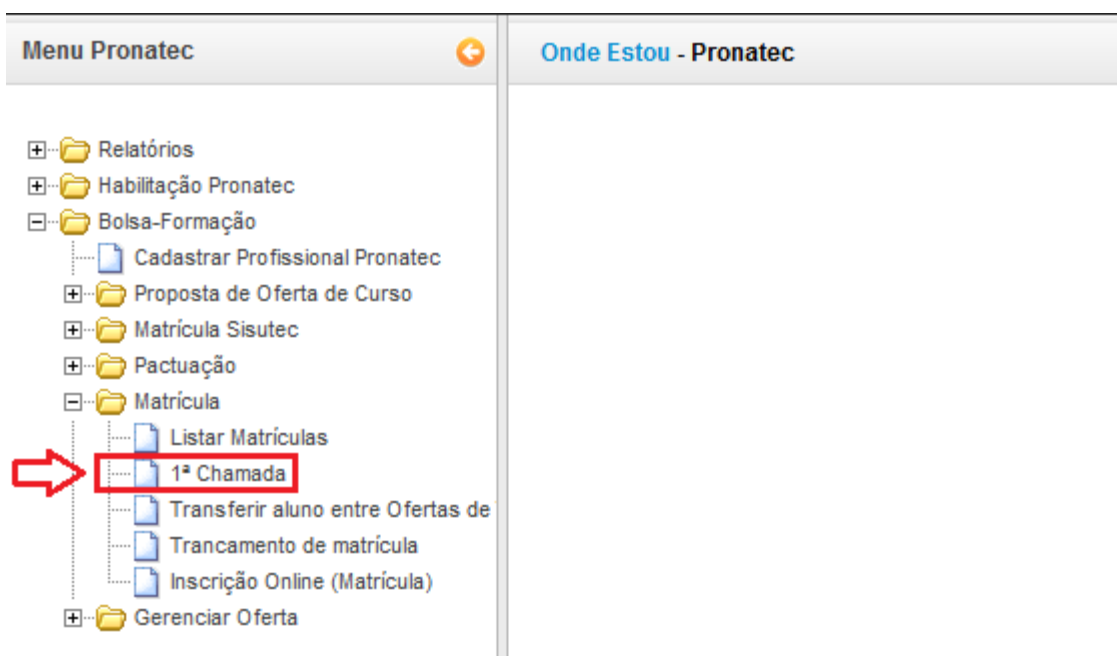 Menu Pronatec
Onde Estou - Pronatec
Relatórios
Habilitação Pronatec
Bolsa-Formação
Cadastrar Profissional Pronatec
Proposta de Oferta de Curso
Matrícula Sisutec
Pactuação
Matrícula
Listar Matrículas
1ª Chamada
Transferir aluno entre Ofertas de
Trancamento de matrícula
Inscrição Online (Matrícula)
Gerenciar Oferta